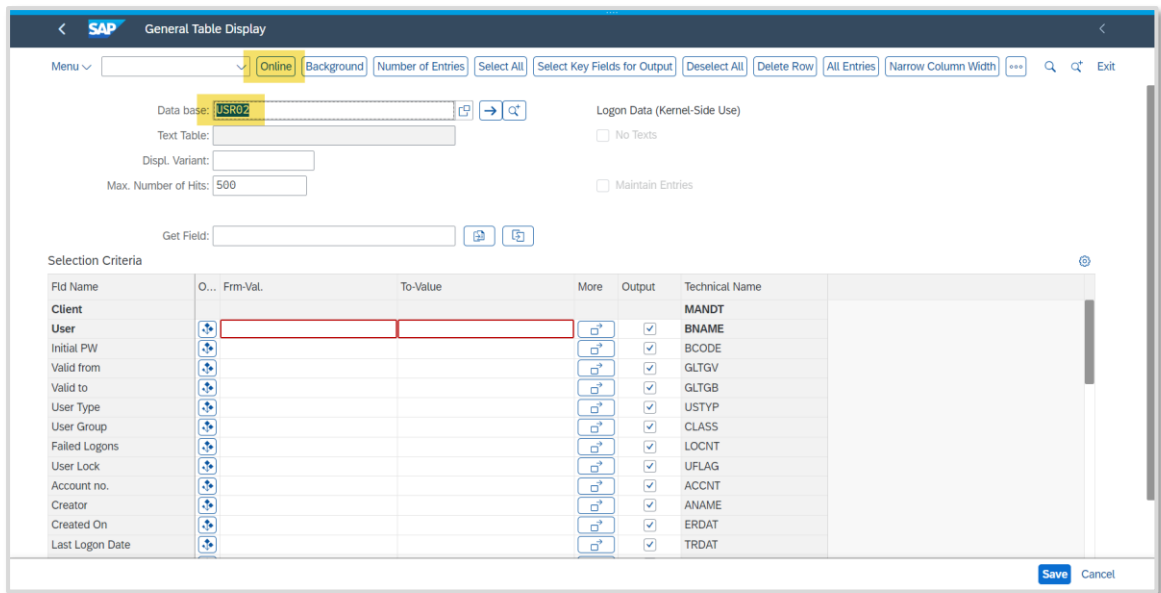 SAP General Table Display
Menu Online Background Number of Entries Select All Select Key Fields for Output Deselect All Delete Row All Entries Narrow Column Width Exit
Data base: USR02 Logon Data (Kernel-Side Use)
Text Table: No Texts
Displ. Variant:
Max. Number of Hits: 500 Maintain Entries
Get Field:
Selection Criteria
Fld Name O... Frm-Val. To-Value More Output Technical Name
Client MANDT
User BNAME
Initial PW BCODE
Valid from GLTGV
Valid to GLTGB
User Type USTYP
User Group CLASS
Failed Logons LOCNT
User Lock UFLAG
Account no. ACCNT
Creator ANAME
Created On ERDAT
Last Logon Date TRDAT
Save Cancel